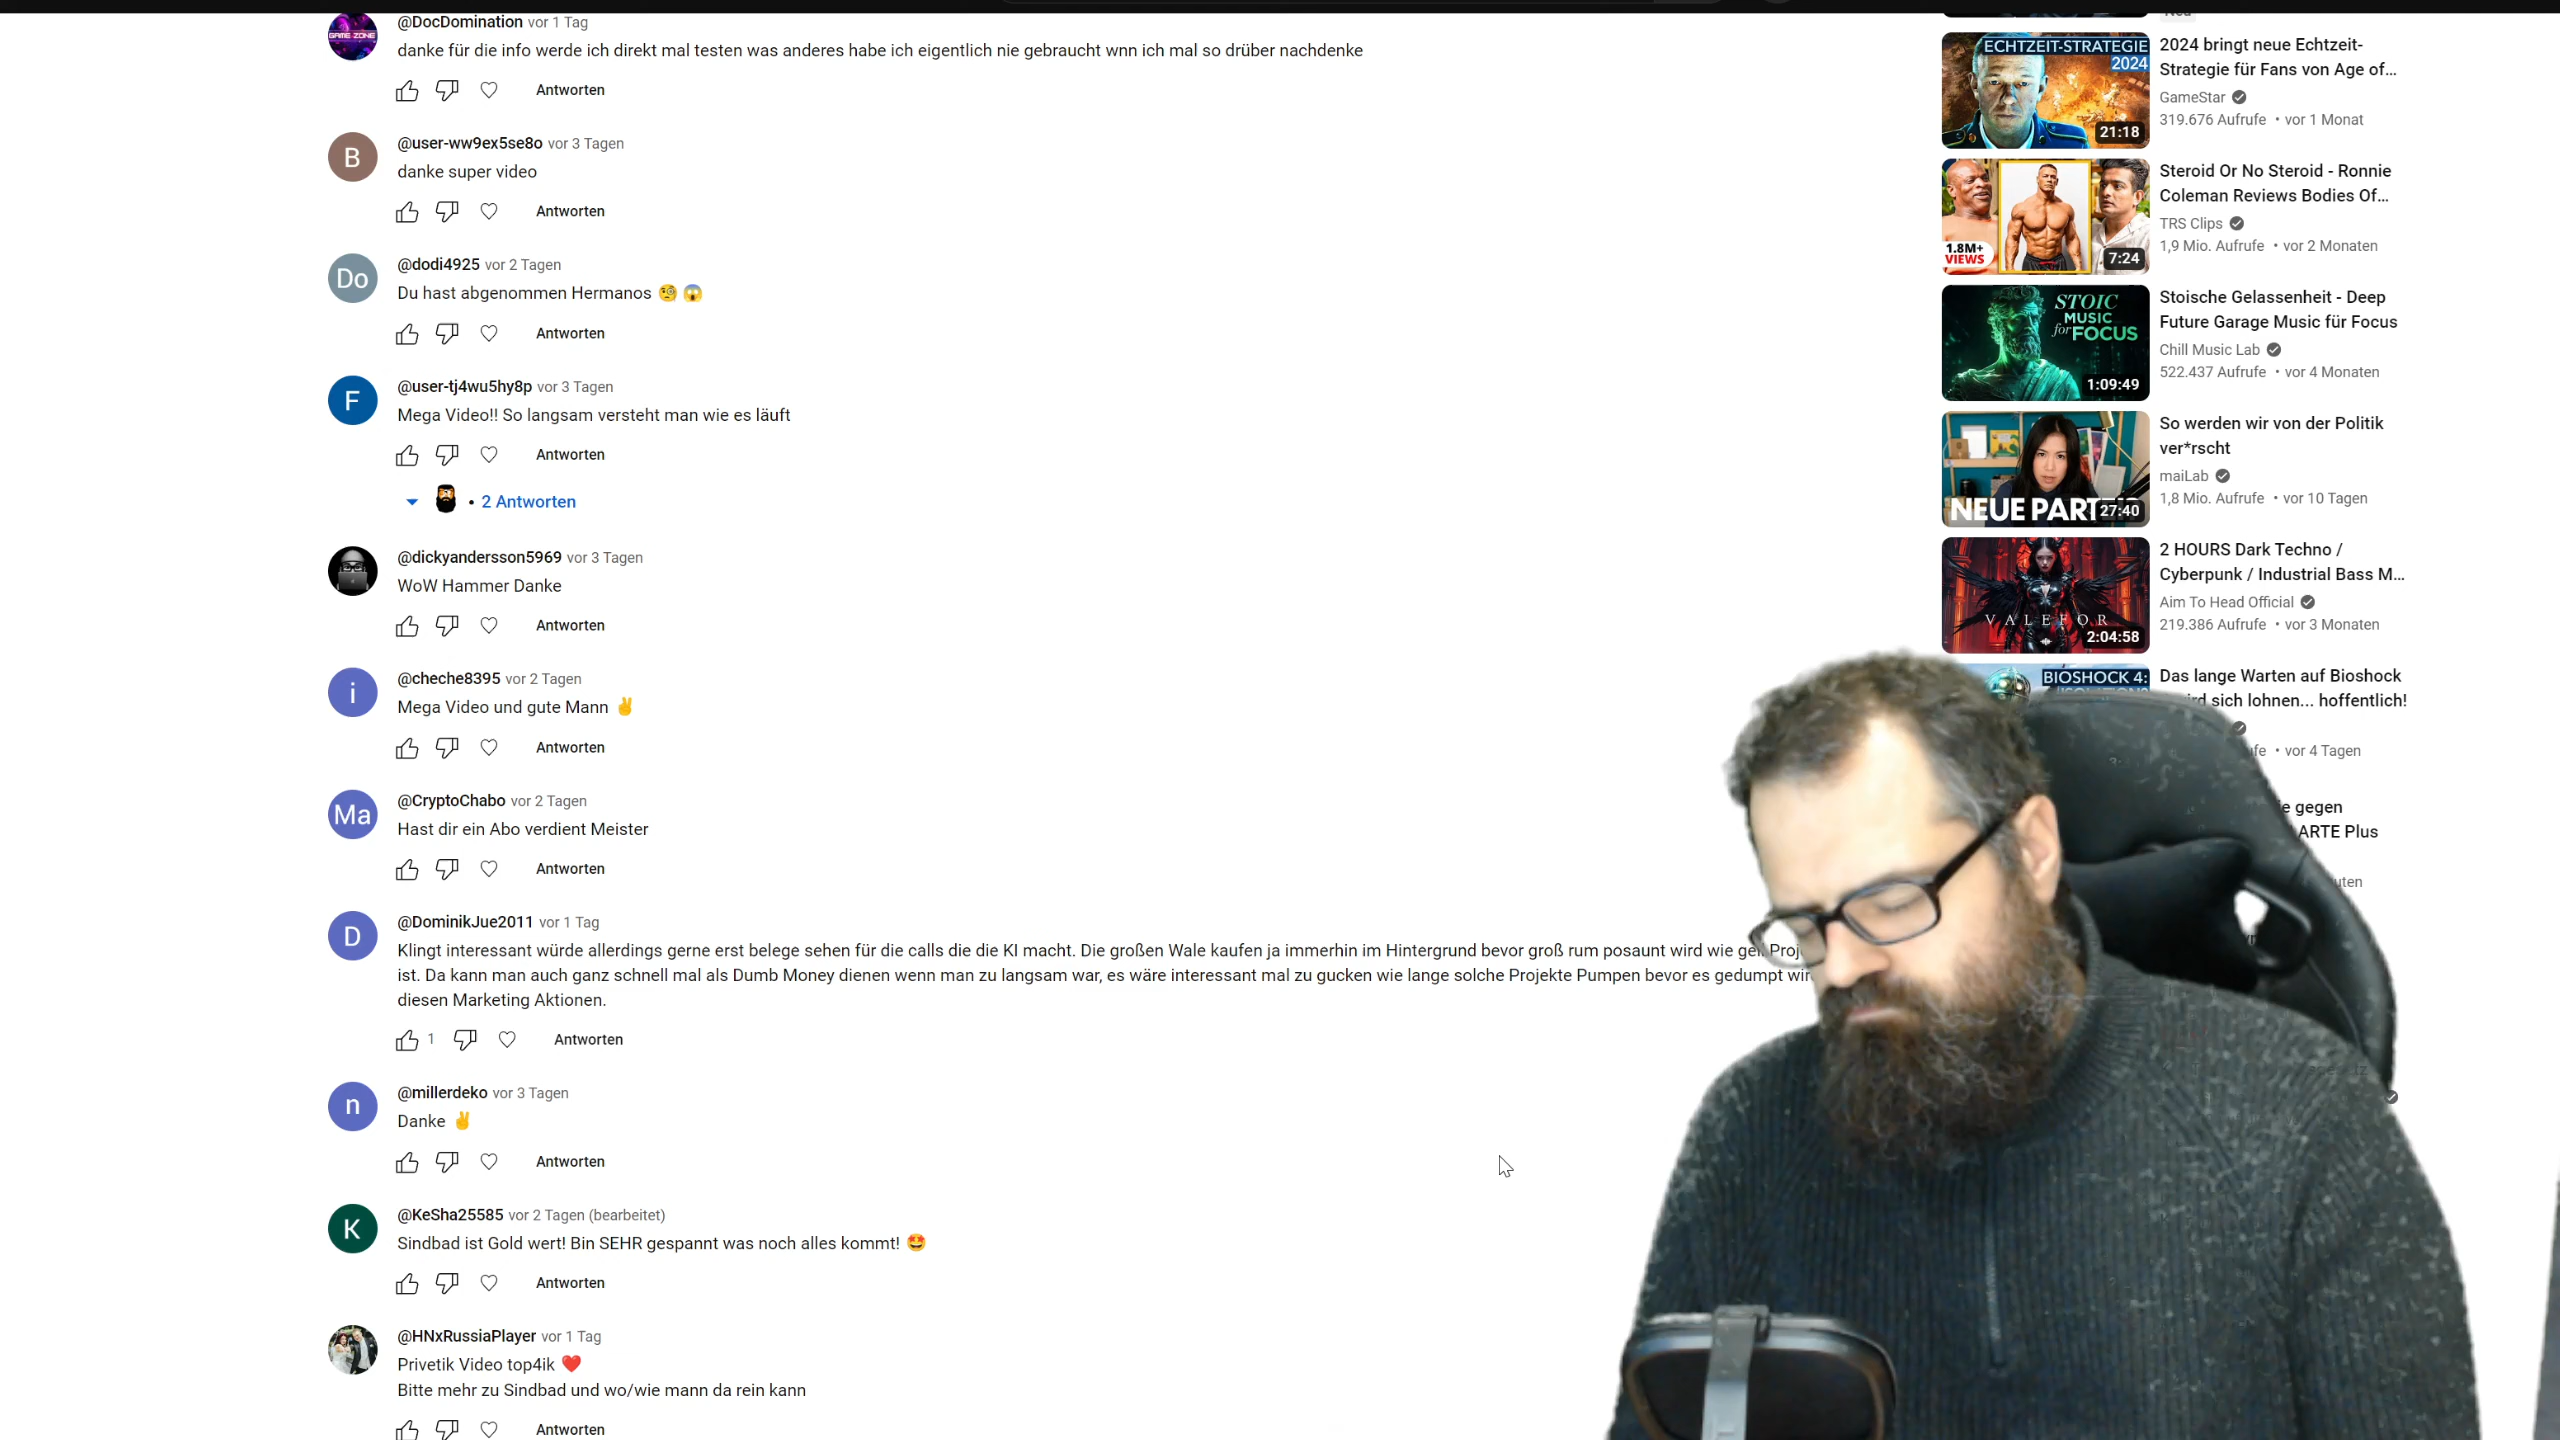 GAME-ZONE
@DocDomination vor 1 Tag
danke für die info werde ich direkt mal testen was anderes habe ich eigentlich nie gebraucht wnn ich mal so drüber nachdenke
Antworten
B
@user-ww9ex5se8o vor 3 Tagen
danke super video
Antworten
Do
@dodi4925 vor 2 Tagen
Du hast abgenommen Hermanos 🧐 😱
Antworten
F
@user-tj4wu5hy8p vor 3 Tagen
Mega Video!! So langsam versteht man wie es läuft
Antworten
• 2 Antworten
@dickyandersson5969 vor 3 Tagen
WoW Hammer Danke
Antworten
i
@cheche8395 vor 2 Tagen
Mega Video und gute Mann ✌️
Antworten
Ma
@CryptoChabo vor 2 Tagen
Hast dir ein Abo verdient Meister
Antworten
D
@DominikJue2011 vor 1 Tag
Klingt interessant würde allerdings gerne erst belege sehen für die calls die die KI macht. Die großen Wale kaufen ja immerhin im Hintergrund bevor groß rum posaunt wird wie
ist. Da kann man auch ganz schnell mal als Dumb Money dienen wenn man zu langsam war, es wäre interessant mal zu gucken wie lange solche Projekte Pumpen bevor es gedumpt
diesen Marketing Aktionen.
1 Antworten
n
@millerdeko vor 3 Tagen
Danke ✌️
Antworten
K
@KeSha25585 vor 2 Tagen (bearbeitet)
Sindbad ist Gold wert! Bin SEHR gespannt was noch alles kommt! 🤩
Antworten
@HNxRussiaPlayer vor 1 Tag
Privetik Video top4ik ❤️
Bitte mehr zu Sindbad und wo/wie mann da rein kann
Antworten
Neu
ECHTZEIT-STRATEGIE
2024
21:18
2024 bringt neue Echtzeit-
Strategie für Fans von Age of…
GameStar
319.676 Aufrufe • vor 1 Monat
1.8M+
VIEWS
7:24
Steroid Or No Steroid - Ronnie
Coleman Reviews Bodies Of…
TRS Clips
1,9 Mio. Aufrufe • vor 2 Monaten
STOIC
MUSIC
for FOCUS
1:09:49
Stoische Gelassenheit - Deep
Future Garage Music für Focus
Chill Music Lab
522.437 Aufrufe • vor 4 Monaten
NEUE
27:40
So werden wir von der Politik
ver*rscht
maiLab
1,8 Mio. Aufrufe • vor 10 Tagen
VALEFOR
2:04:58
2 HOURS Dark Techno /
Cyberpunk / Industrial Bass M…
Aim To Head Official
219.386 Aufrufe • vor 3 Monaten
BIOSHOCK 4:
Das lange Warten auf Bioshock
sich lohnen... hoffentlich!
• vor 4 Tagen
gegen
ARTE Plus